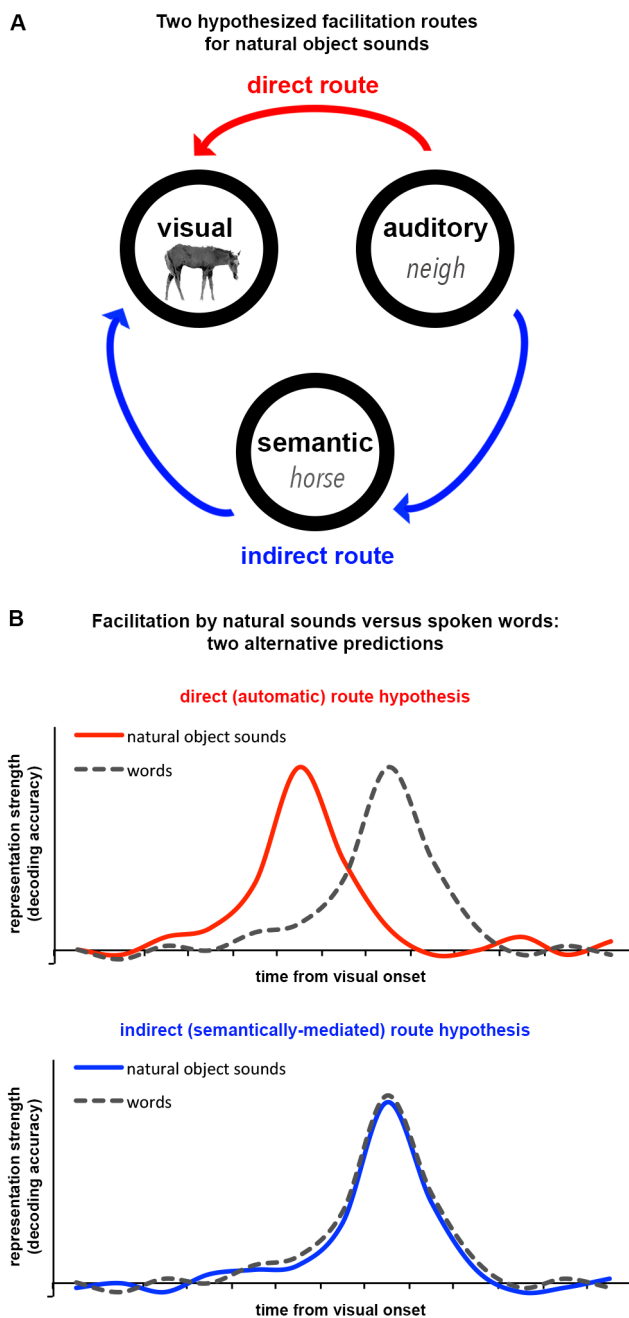 A
Two hypothesized facilitation routes
for natural object sounds
direct route
visual
auditory
neigh
semantic
horse
indirect route
B
Facilitation by natural sounds versus spoken words:
two alternative predictions
direct (automatic) route hypothesis
natural object sounds
words
representation strength
(decoding accuracy)
time from visual onset
indirect (semantically-mediated) route hypothesis
natural object sounds
words
representation strength
(decoding accuracy)
time from visual onset